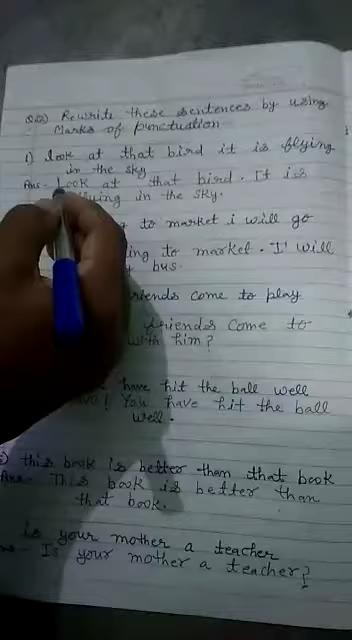 Q.2) Rewrite these sentences by using
Marks of punctuation
1) look at that bird it is flying
in the sky
Ans- Look at that bird. It is
flying in the sky.
to market i will go
ing to market. I' will
bus.
riends come to play
friends come to
with him?
have hit the ball well
! You have hit the ball
well.
) this book is better than that book
Ans- This book is better than
that book.
is your mother a teacher
ns- Is your mother a teacher?